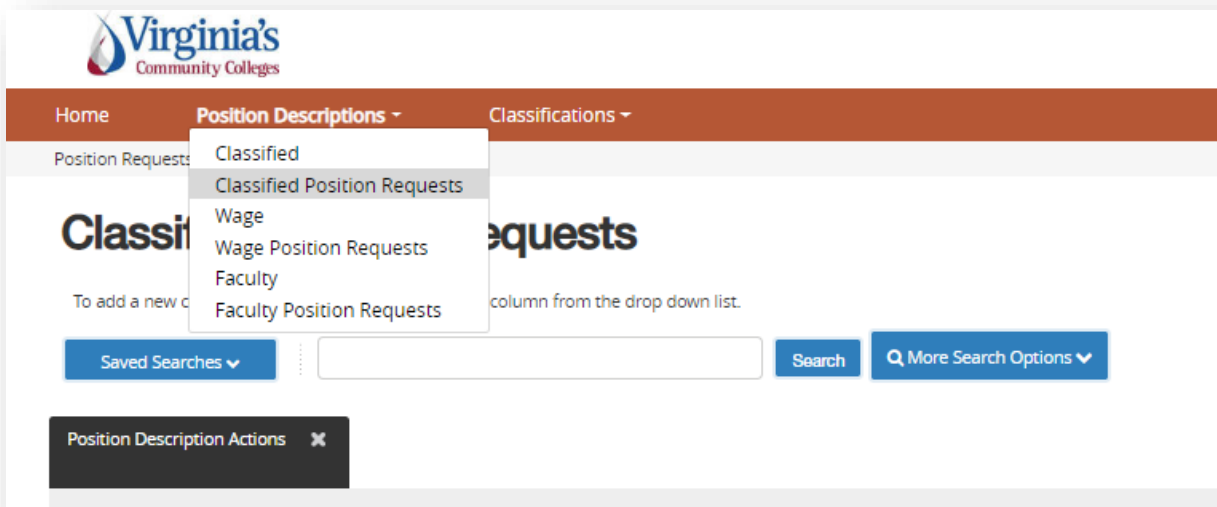 Virginia's
Community Colleges
Home Position Descriptions Classifications
Position Requests
Classified
Classified Position Requests
Wage
Wage Position Requests
Faculty
Faculty Position Requests
Classif equests
To add a new c column from the drop down list.
Saved Searches Search More Search Options
Position Description Actions